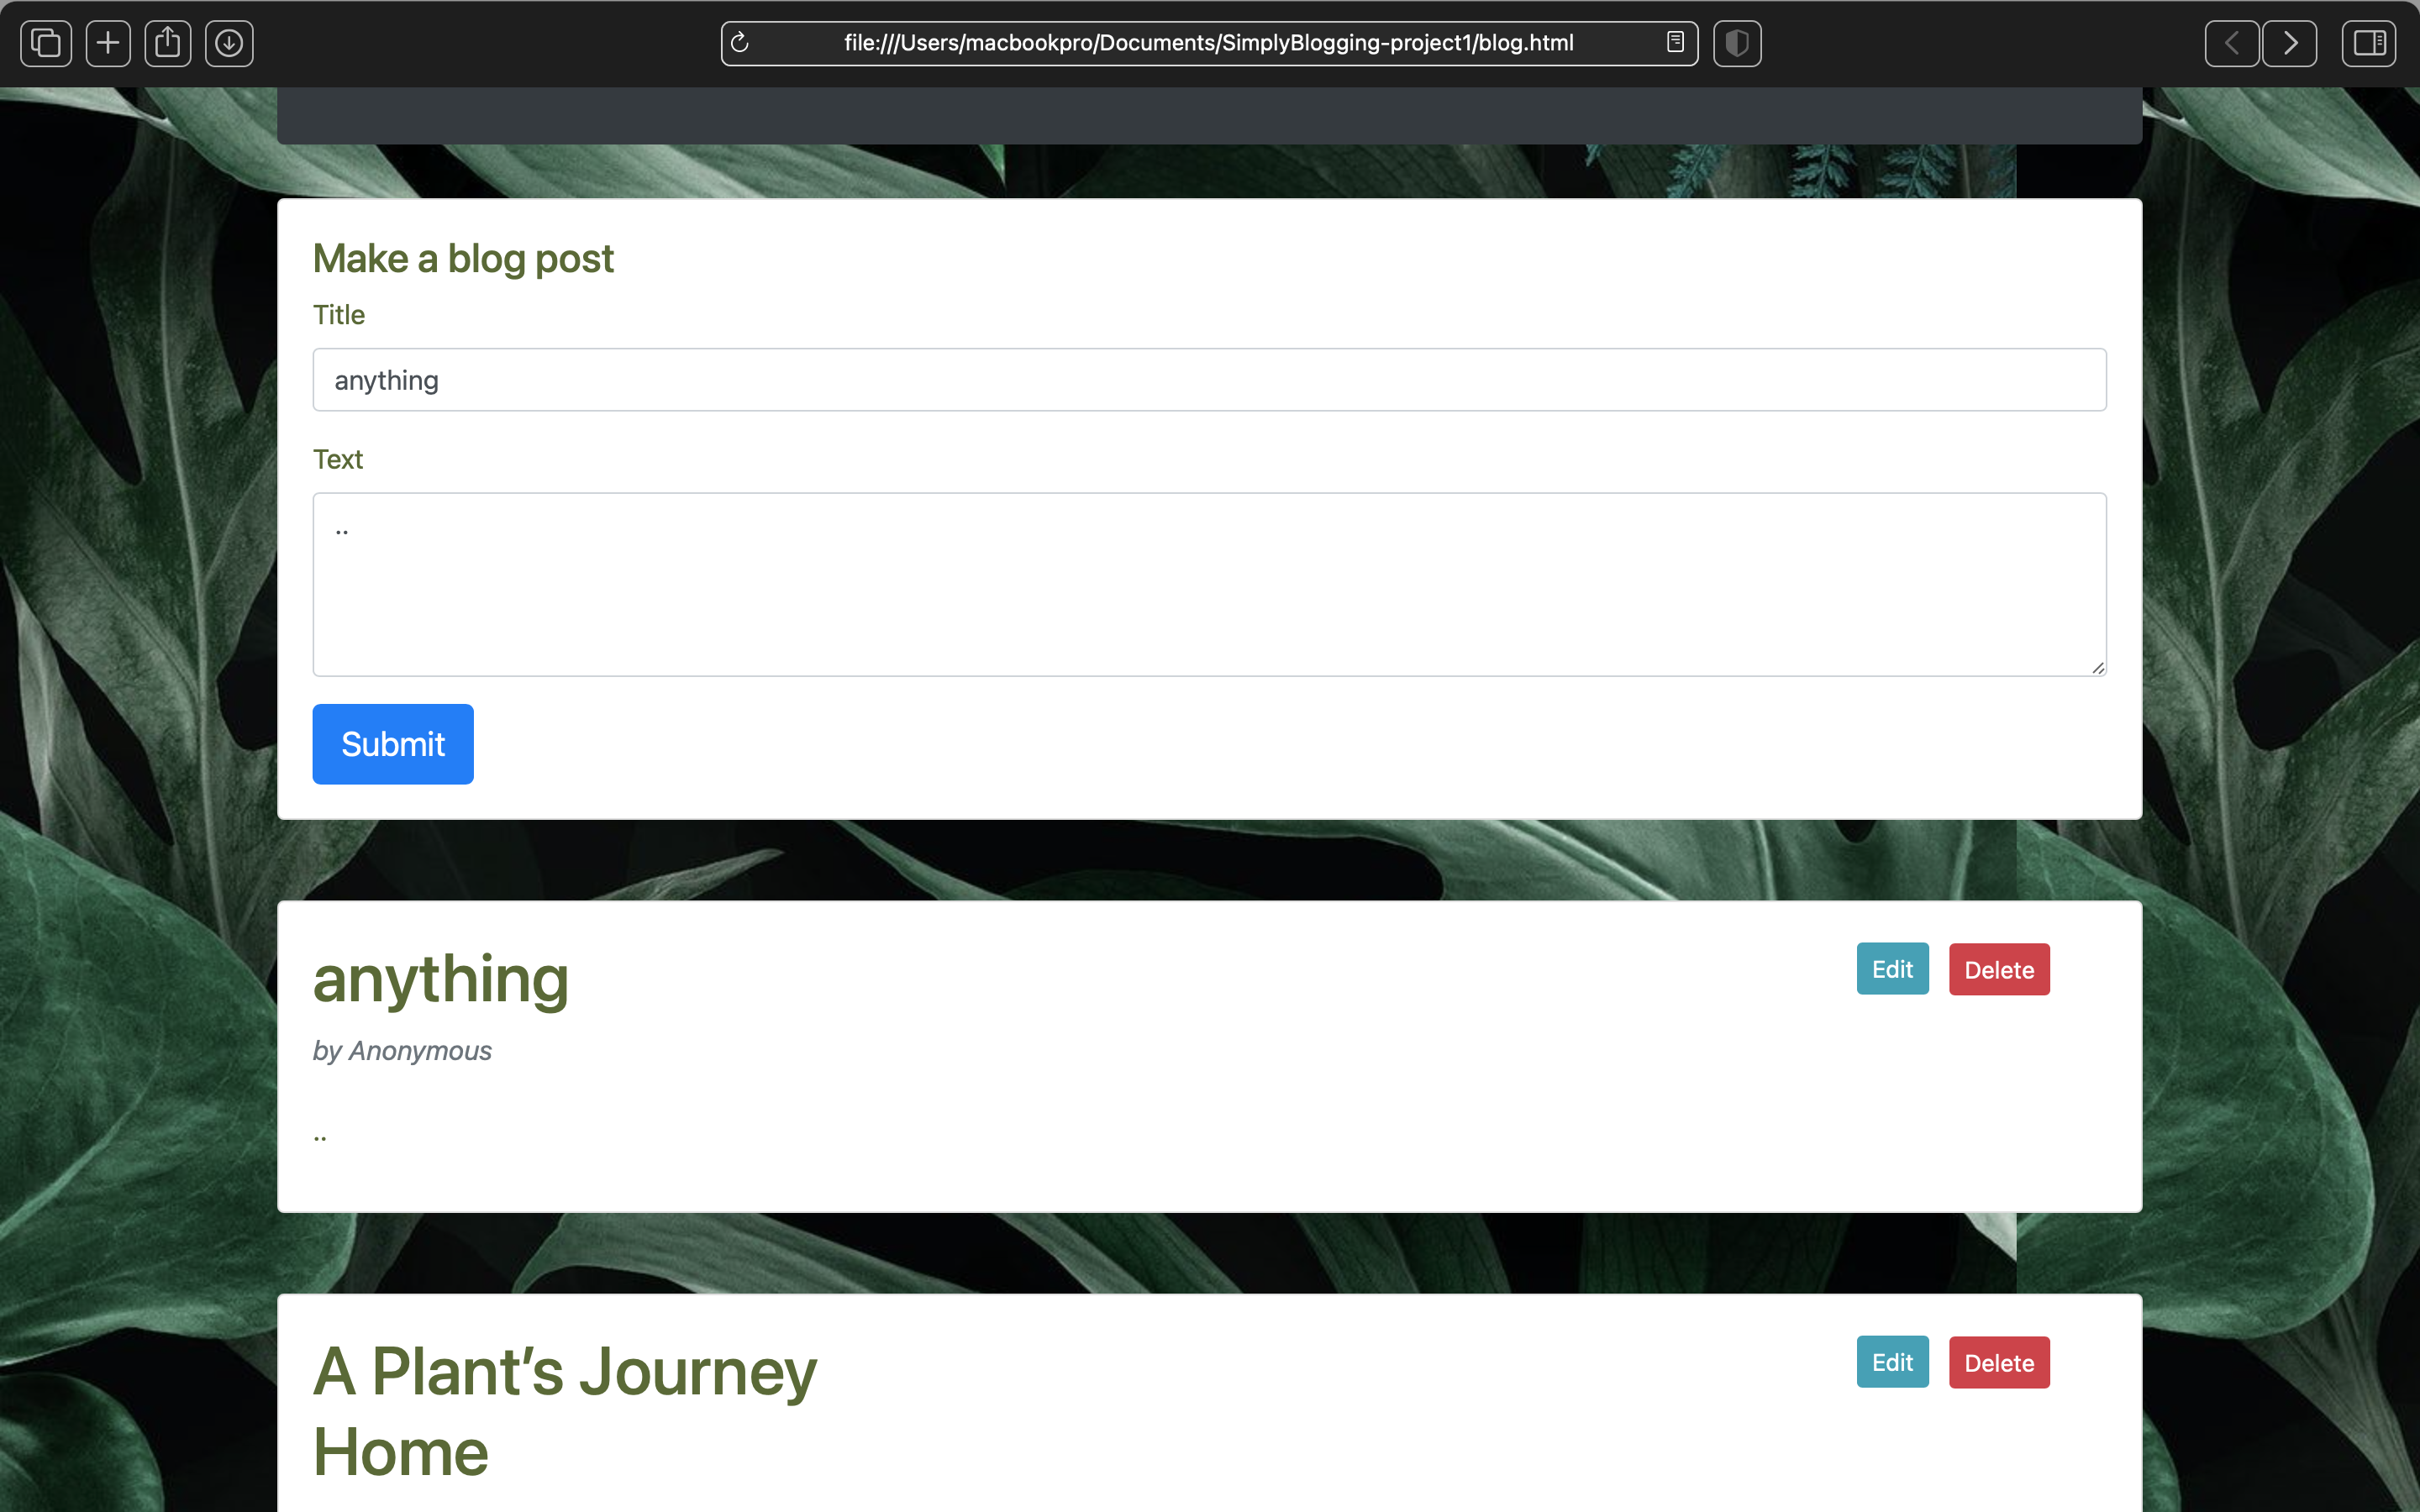 file:///Users/macbookpro/Documents/SimplyBlogging-project1/blog.html
Make a blog post
Title
anything
Text
..
Submit
anything
Edit
Delete
by Anonymous
..
A Plant’s Journey
Edit
Delete
Home